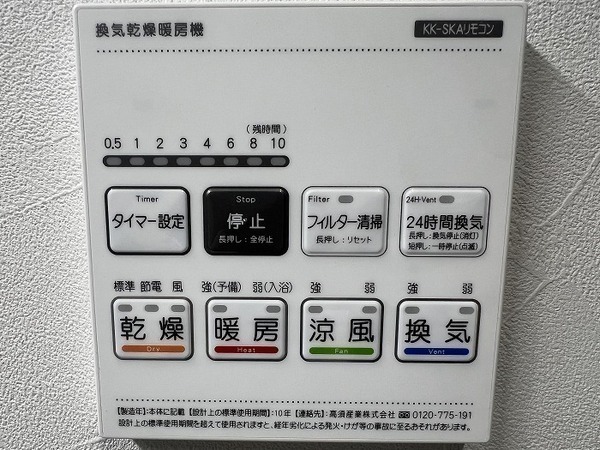 換気乾燥暖房機
KK-SKAリモコン
(残時間)
0.5 1 2 3 4 6 8 10
Timer
タイマー設定
Stop
停止
長押し:全停止
Filter
フィルター清掃
長押し:リセット
24H-Vent
24時間換気
長押し:換気停止(消灯)
短押し:一時停止(点滅)
標準 節電 風
乾燥
Dry
強(予備) 弱(入浴)
暖房
Heat
強 弱
涼風
Fan
強 弱
換気
Vent
【製造年】:本体に記載【設計上の標準使用期間】:10年【連絡先】:高須産業株式会社 0120-775-191
設計上の標準使用期間を超えて使用されますと、経年劣化による発火・けが等の事故に至るおそれがあります。